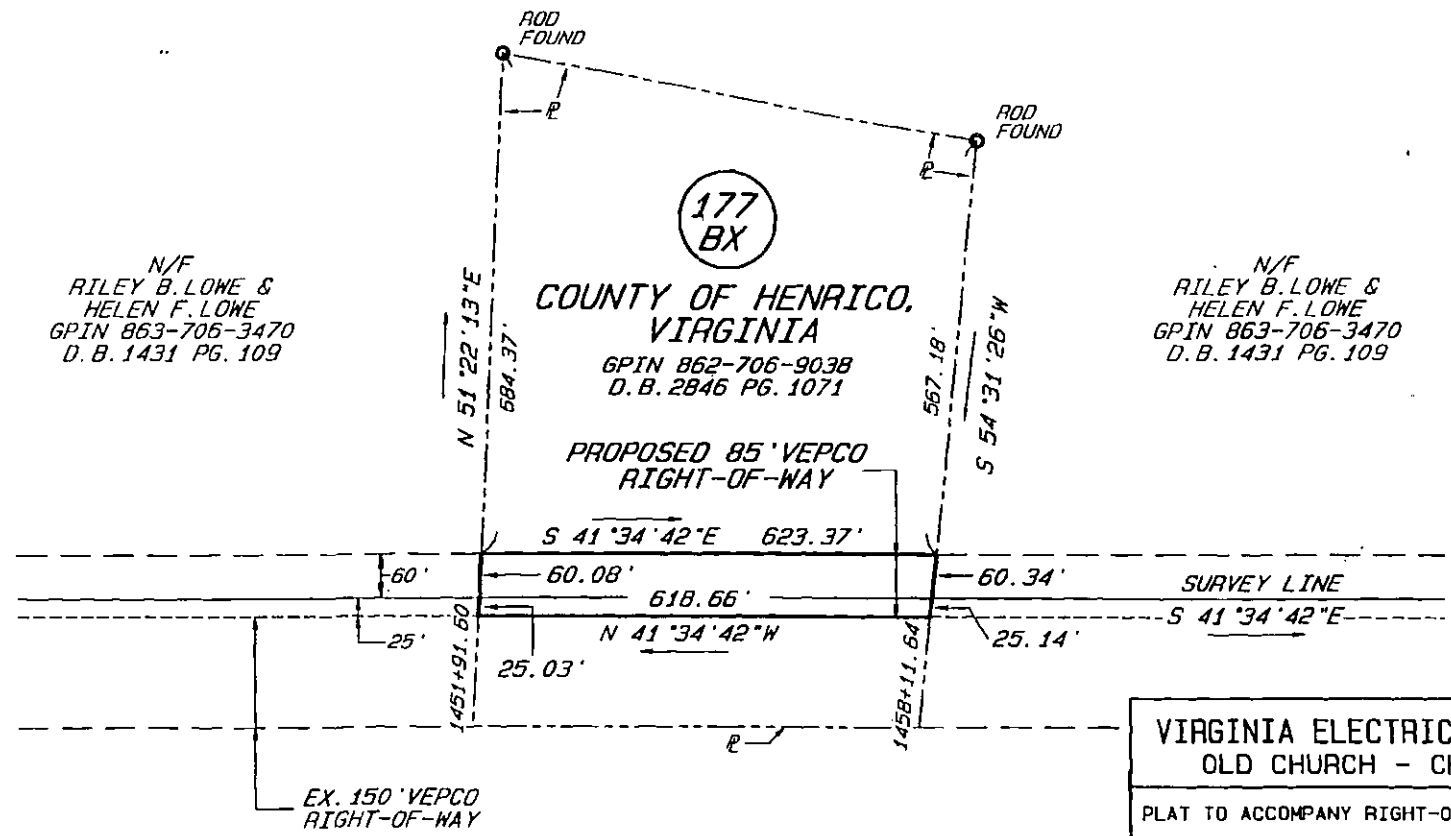 ROD
FOUND
ROD
FOUND
PL
PL
177
BX
N/F
RILEY B. LOWE &
HELEN F. LOWE
GPIN 863-706-3470
D.B. 1431 PG. 109
N 51°22'13"E
684.37'
COUNTY OF HENRICO,
VIRGINIA
GPIN 862-706-9038
D.B. 2846 PG. 1071
567.18'
S 54°31'26"W
N/F
RILEY B. LOWE &
HELEN F. LOWE
GPIN 863-706-3470
D.B. 1431 PG. 109
PROPOSED 85' VEPCO
RIGHT-OF-WAY
S 41°34'42"E 623.37'
60'
60.08'
60.34'
SURVEY LINE
618.66'
S 41°34'42"E
25'
N 41°34'42"W
25.14'
25.03'
1451+91.60
1458+11.64
PL
EX. 150' VEPCO
RIGHT-OF-WAY
VIRGINIA ELECTRIC
OLD CHURCH - CH
PLAT TO ACCOMPANY RIGHT-O